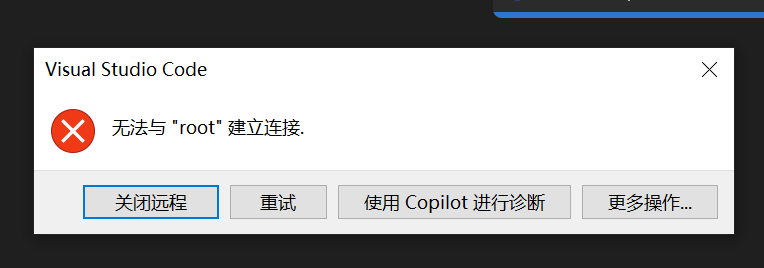 Visual Studio Code
无法与 "root" 建立连接.
关闭远程
重试
使用 Copilot 进行诊断
更多操作...